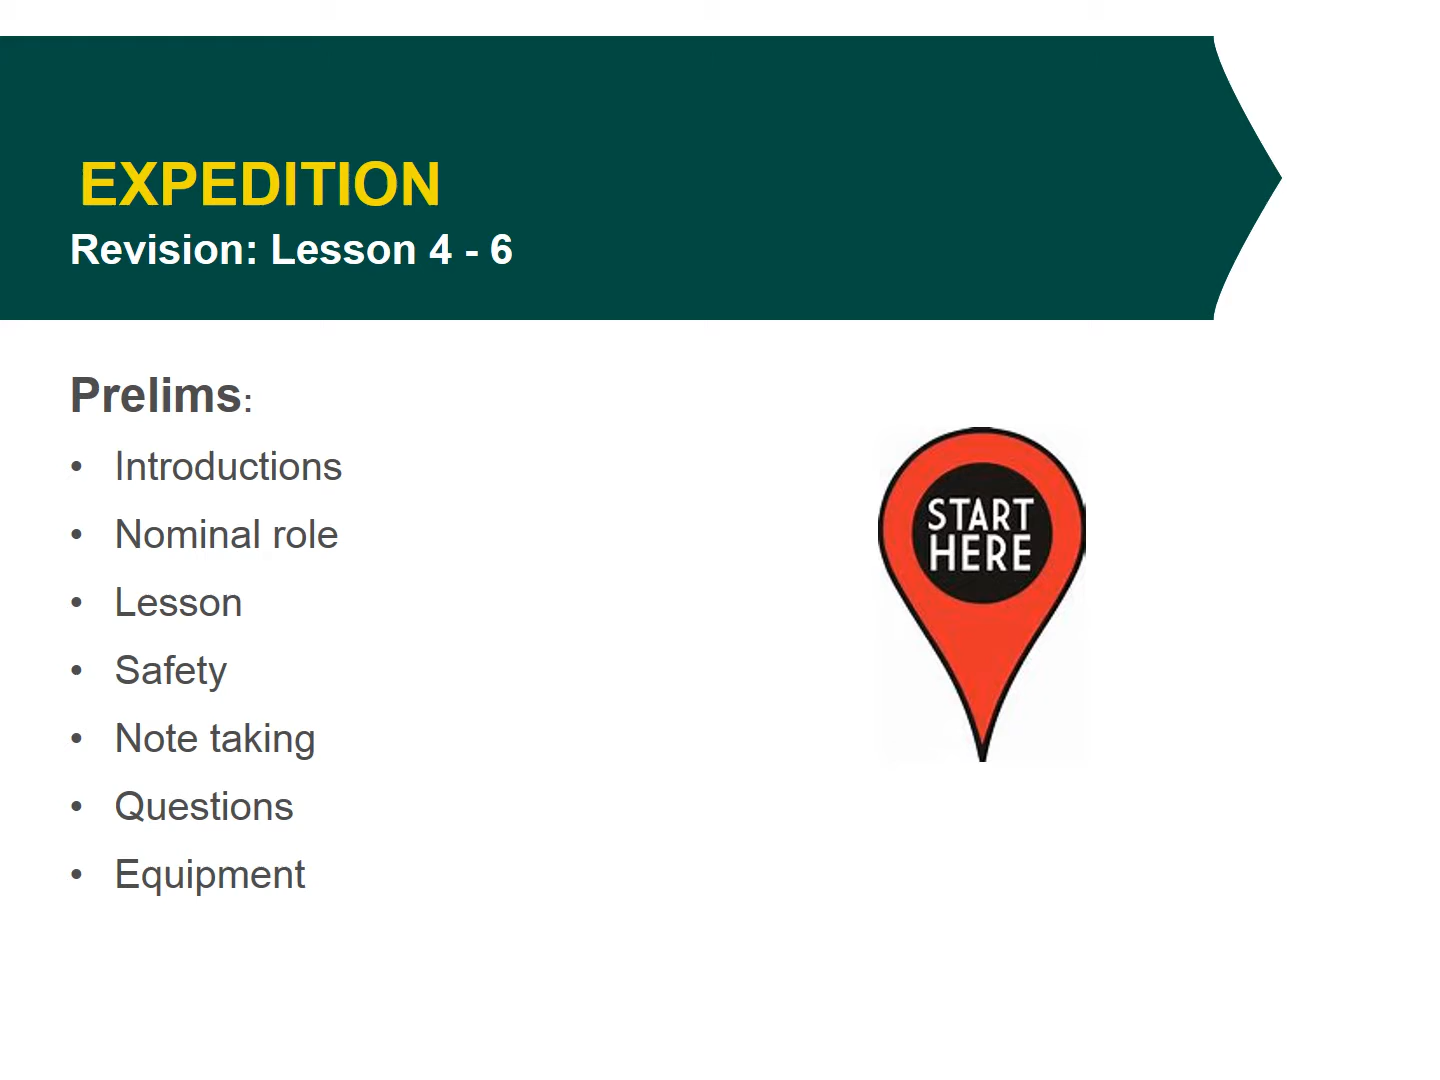 EXPEDITION
Revision: Lesson 4 - 6
Prelims:
• Introductions
• Nominal role
• Lesson
• Safety
• Note taking
• Questions
• Equipment
START
HERE